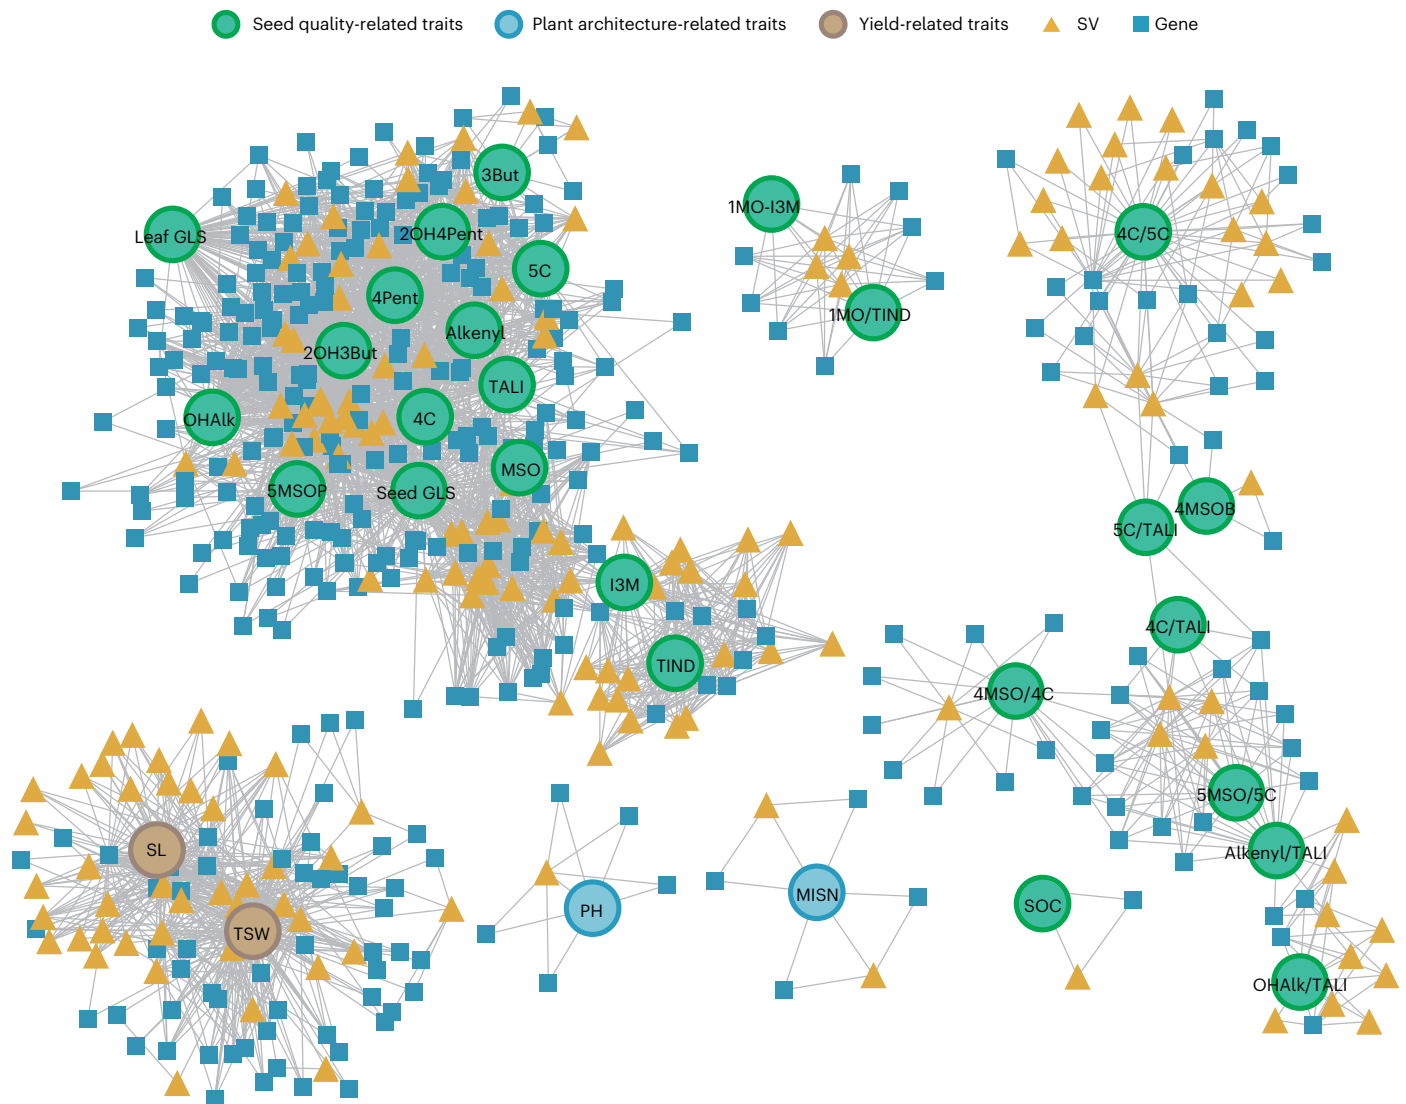 Seed quality-related traits
Plant architecture-related traits
Yield-related traits
SV
Gene
3But
Leaf GLS
2OH4Pent
5C
4Pent
Alkenyl
2OH3But
TALI
OHAlk
4C
MSO
5MSOP
Seed GLS
I3M
TIND
1MO-I3M
1MO/TIND
4C/5C
4MSOB
5C/TALI
4C/TALI
4MSO/4C
5MSO/5C
Alkenyl/TALI
OHAlk/TALI
SL
TSW
PH
MISN
SOC